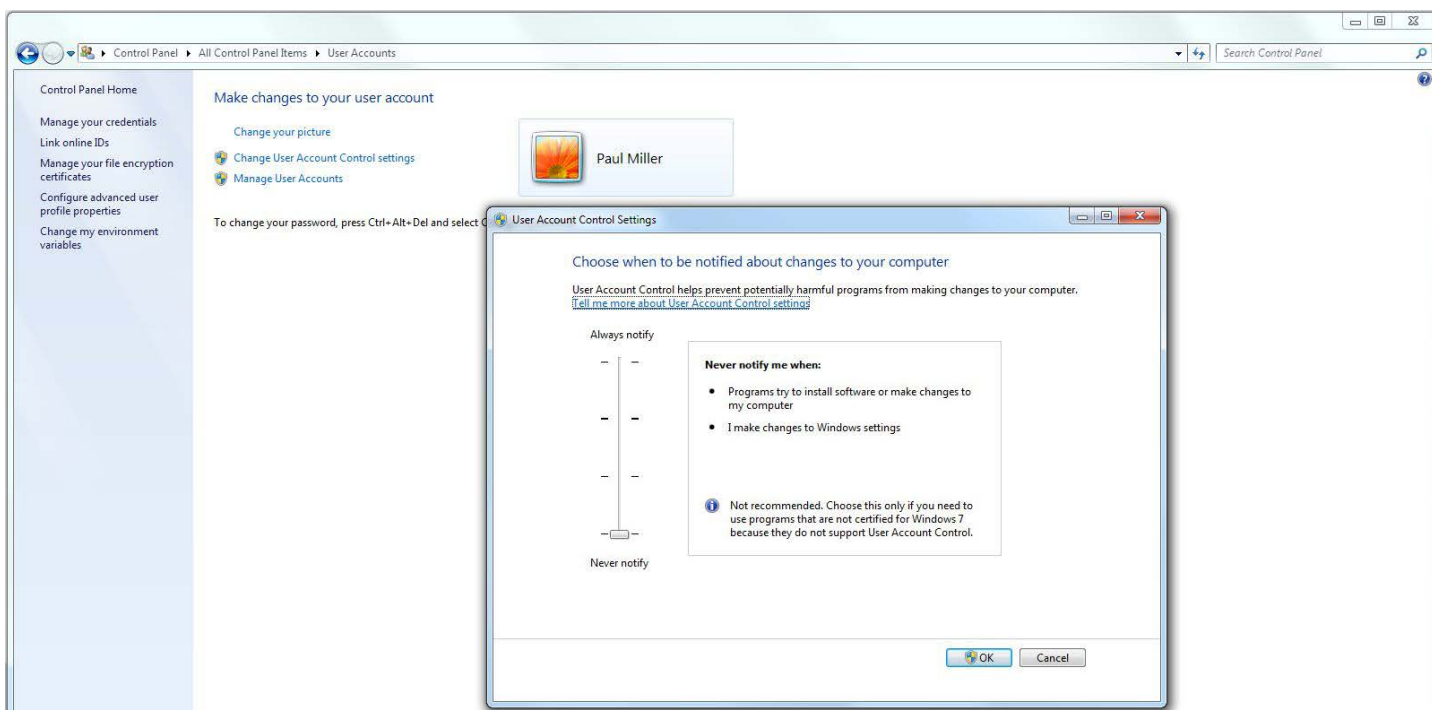 Control Panel ▸ All Control Panel Items ▸ User Accounts
Search Control Panel
Control Panel Home
Manage your credentials
Link online IDs
Manage your file encryption
certificates
Configure advanced user
profile properties
Change my environment
variables
Make changes to your user account
Change your picture
Change User Account Control settings
Manage User Accounts
Paul Miller
To change your password, press Ctrl+Alt+Del and select
User Account Control Settings
Choose when to be notified about changes to your computer
User Account Control helps prevent potentially harmful programs from making changes to your computer.
Tell me more about User Account Control settings
Always notify
Never notify me when:
• Programs try to install software or make changes to
my computer
• I make changes to Windows settings
Not recommended. Choose this only if you need to
use programs that are not certified for Windows 7
because they do not support User Account Control.
Never notify
OK
Cancel